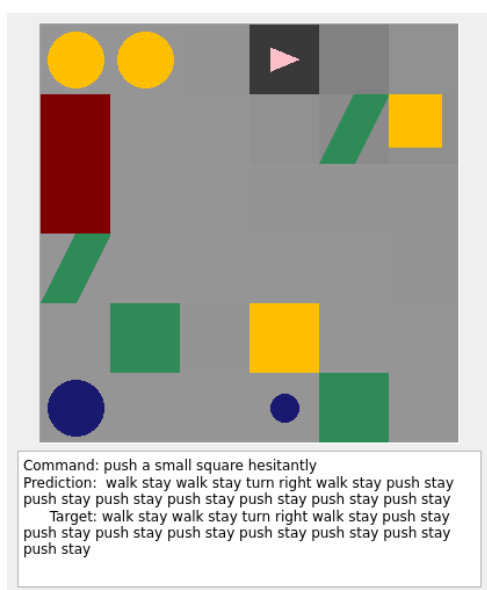 Command: push a small square hesitantly
Prediction:  walk stay walk stay turn right walk stay push stay
push stay push stay push stay push stay push stay push stay
Target: walk stay walk stay turn right walk stay push stay
push stay push stay push stay push stay push stay push stay
push stay